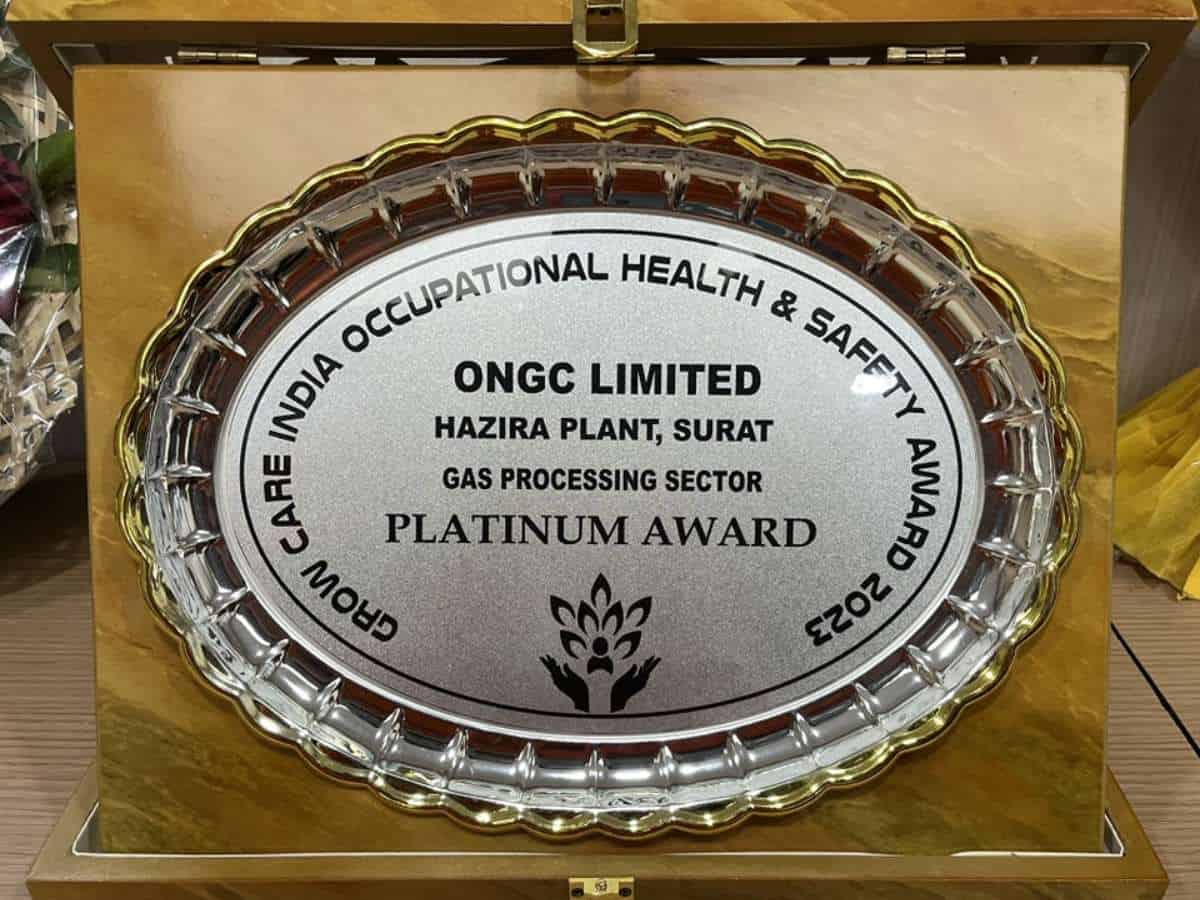 GROW CARE INDIA OCCUPATIONAL HEALTH & SAFETY AWARD 2023
ONGC LIMITED
HAZIRA PLANT, SURAT
GAS PROCESSING SECTOR
PLATINUM AWARD